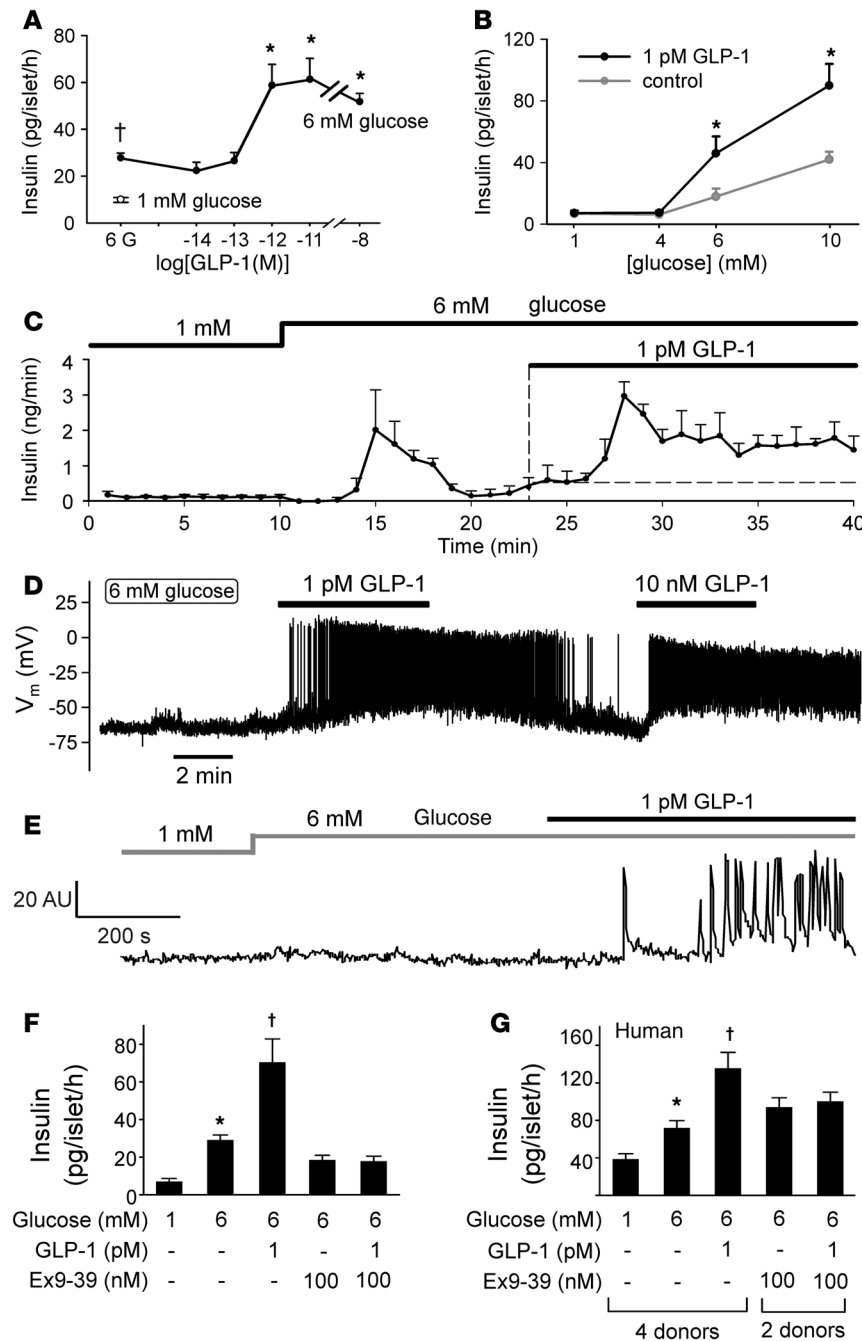 A
Insulin (pg/islet/h)
80
60
40
20
0
*
*
*
†
6 mM glucose
1 mM glucose
6 G
-14
-13
-12
-11
-8
log[GLP-1(M)]
B
Insulin (pg/islet/h)
120
80
40
0
1 pM GLP-1
control
*
*
1
4
6
10
[glucose] (mM)
C
1 mM
6 mM glucose
1 pM GLP-1
Insulin (ng/min)
4
3
2
1
0
0
5
10
15
20
25
30
35
40
Time (min)
D
6 mM glucose
1 pM GLP-1
10 nM GLP-1
Vm (mV)
25
0
-25
-50
-75
2 min
E
1 mM
6 mM Glucose
1 pM GLP-1
20 AU
200 s
F
Insulin
(pg/islet/h)
80
60
40
20
0
*
†
Glucose (mM) 1 6 6 6 6
GLP-1 (pM) - - 1 - 1
Ex9-39 (nM) - - - 100 100
G
Human
Insulin
(pg/islet/h)
160
120
80
40
*
†
Glucose (mM) 1 6 6 6 6
GLP-1 (pM) - - 1 - 1
Ex9-39 (nM) - - - 100 100
4 donors
2 donors